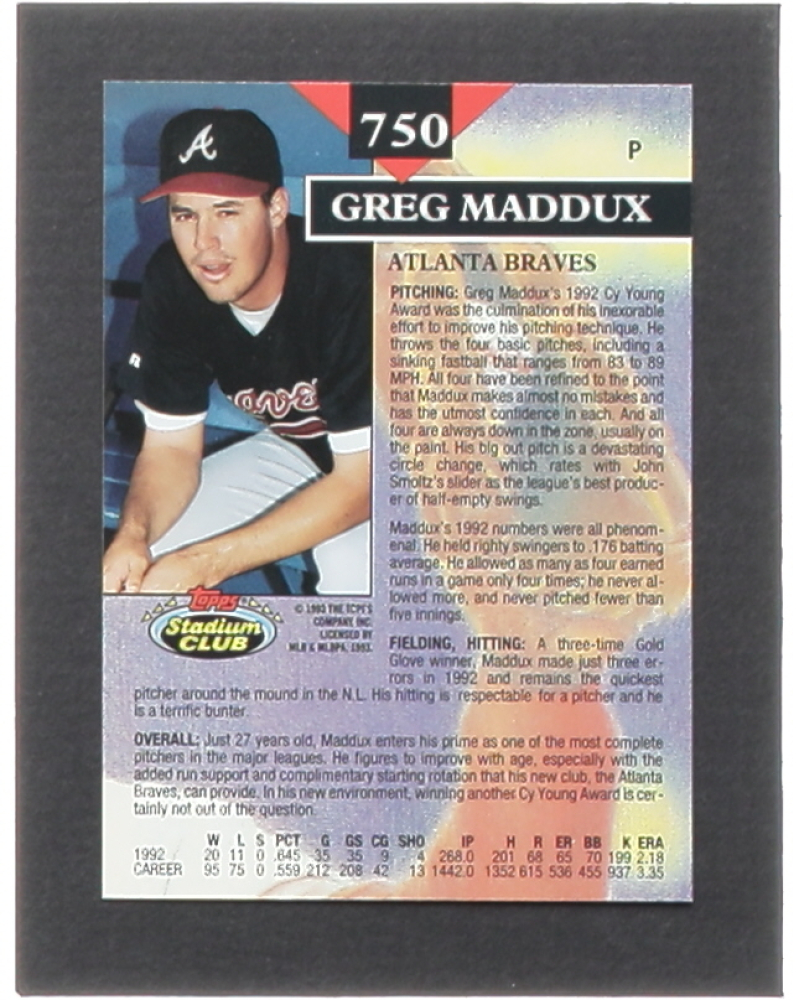 750
P
GREG MADDUX
ATLANTA BRAVES
PITCHING: Greg Maddux's 1992 Cy Young
Award was the culmination of his inexorable
effort to improve his pitching technique. He
throws the four basic pitches, including a
sinking fastball that ranges from 83 to 89
MPH. All four have been refined to the point
that Maddux makes almost no mistakes and
has the utmost confidence in each. And all
four are always down in the zone, usually on
the paint. His big out pitch is a devastating
circle change, which rates with John
Smoltz's slider as the league's best produc-
er of half-empty swings.
Maddux's 1992 numbers were all phenom-
enal. He held righty swingers to .176 batting
average. He allowed as many as four earned
runs in a game only four times; he never al-
lowed more, and never pitched fewer than
five innings.
FIELDING, HITTING: A three-time Gold
Glove winner, Maddux made just three er-
rors in 1992 and remains the quickest
pitcher around the mound in the N.L. His hitting is respectable for a pitcher and he
is a terrific bunter.
OVERALL: Just 27 years old, Maddux enters his prime as one of the most complete
pitchers in the major leagues. He figures to improve with age, especially with the
added run support and complimentary starting rotation that his new club, the Atlanta
Braves, can provide. In his new environment, winning another Cy Young Award is cer-
tainly not out of the question.
W L S PCT G GS CG SHO IP H R ER BB K ERA
1992 20 11 0 .645 35 35 9 4 268.0 201 68 65 70 199 2.18
CAREER 95 75 0 .559 212 208 42 13 1442.0 1352 615 536 455 937 3.35
A
Topps
Stadium
CLUB
© 1993 THE TOPPS
COMPANY, INC.
LICENSED BY
MLB & MLBPA, 1993.